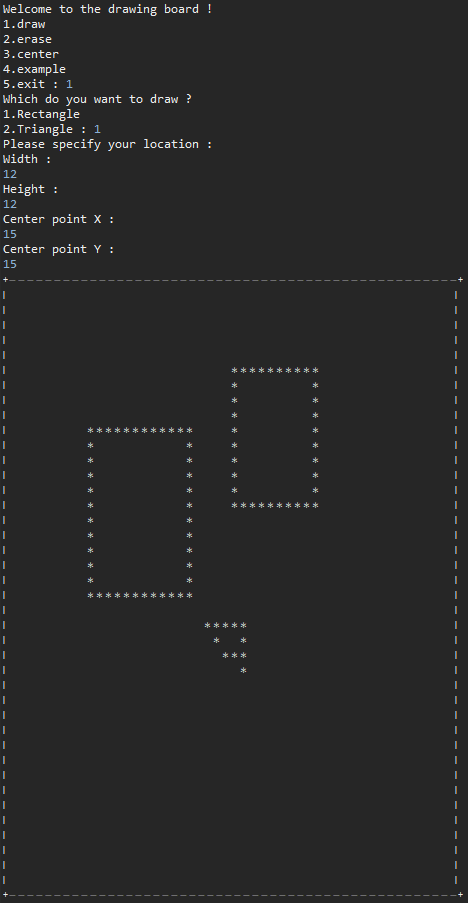 Welcome to the drawing board !
1.draw
2.erase
3.center
4.example
5.exit : 1
Which do you want to draw ?
1.Rectangle
2.Triangle : 1
Please specify your location :
Width :
12
Height :
12
Center point X :
15
Center point Y :
15